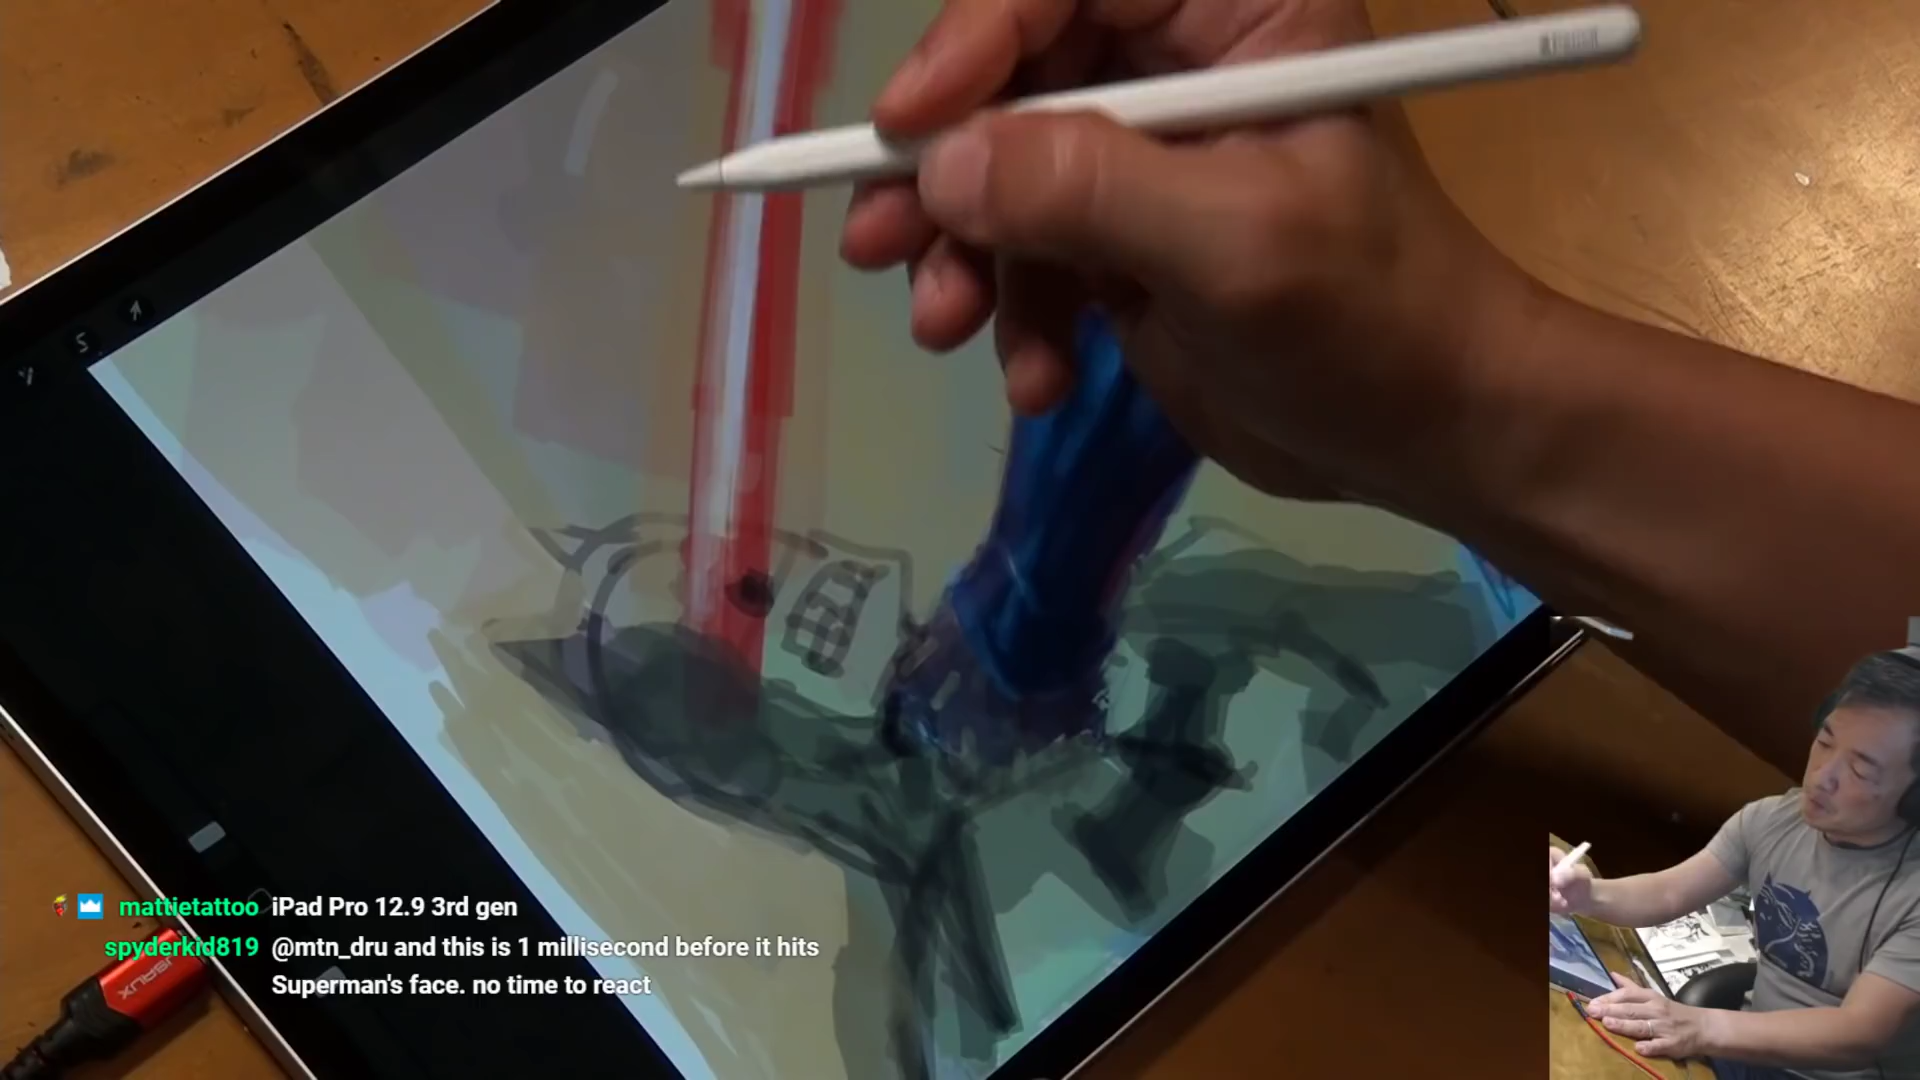 mattietattoo iPad Pro 12.9 3rd gen
spyderkid819 @mtn_dru and this is 1 millisecond before it hits
Superman's face. no time to react
JSAUX